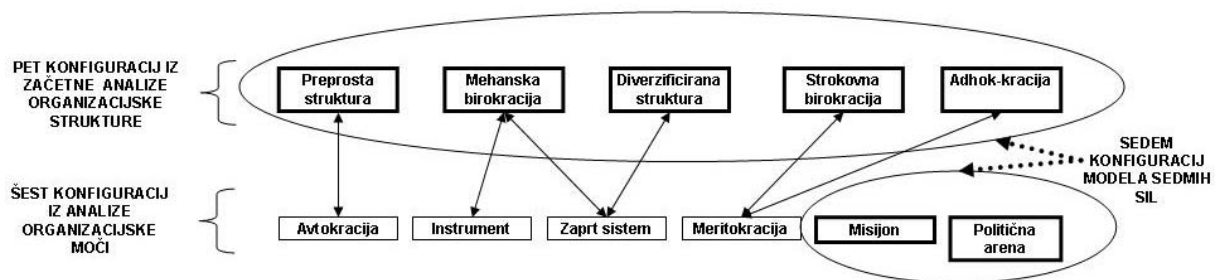 PET KONFIGURACIJ IZ
ZAČETNE ANALIZE
ORGANIZACIJSKE
STRUKTURE
Preprosta
struktura
Mehanska
birokracija
Diverzificirana
struktura
Strokovna
birokracija
Adhok-kracija
SEDEM
KONFIGURACIJ
MODELA SEDMIH
SIL
ŠEST KONFIGURACIJ
IZ ANALIZE
ORGANIZACIJSKE
MOČI
Avtokracija
Instrument
Zaprt sistem
Meritokracija
Misijon
Politična
arena